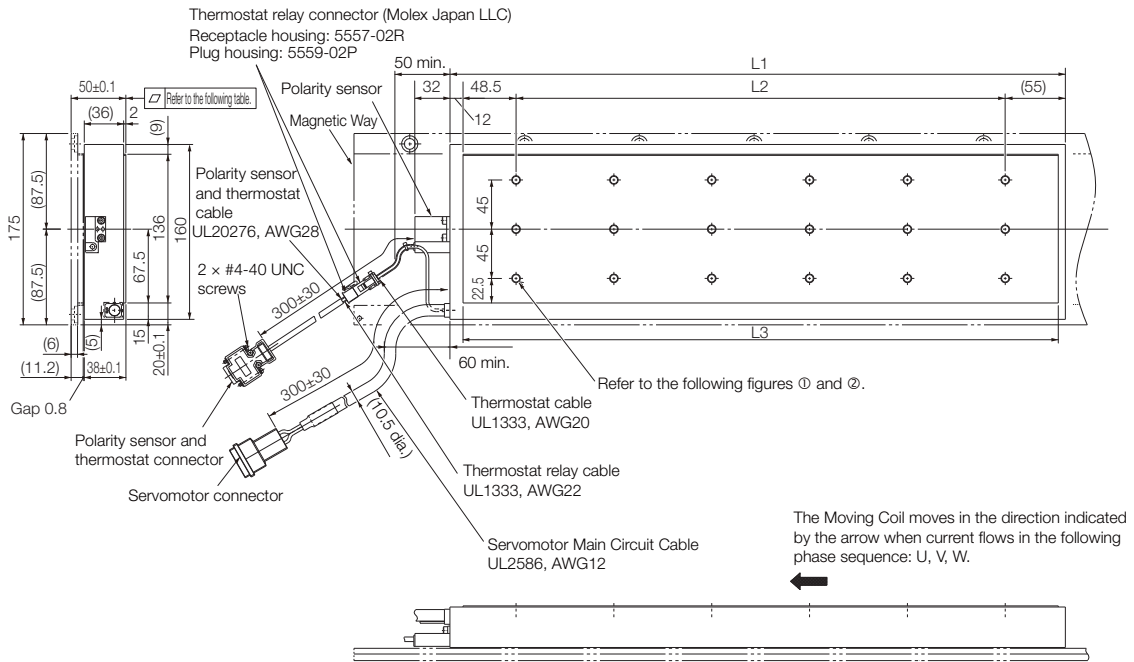 Thermostat relay connector (Molex Japan LLC)
Receptacle housing: 5557-02R
Plug housing: 5559-02P
50 min.
L1
50±0.1
Refer to the following table.
Polarity sensor
32
48.5
L2
(55)
(36)
2
12
(9)
Magnetic Way
Polarity sensor
and thermostat
cable
UL20276, AWG28
175
(87.5)
(87.5)
136
160
67.5
45
45
22.5
2 × #4-40 UNC
screws
300±30
(6)
(5)
15
20±0.1
(11.2)
38±0.1
L3
60 min.
Gap 0.8
300±30
Refer to the following figures ① and ②.
(10.5 dia.)
Thermostat cable
UL1333, AWG20
Polarity sensor and
thermostat connector
Servomotor connector
Thermostat relay cable
UL1333, AWG22
Servomotor Main Circuit Cable
UL2586, AWG12
The Moving Coil moves in the direction indicated
by the arrow when current flows in the following
phase sequence: U, V, W.